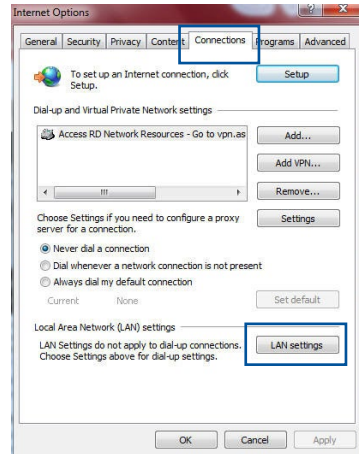 Internet Options
General Security Privacy Content Connections Programs Advanced
To set up an Internet connection, click Setup.
Setup
Dial-up and Virtual Private Network settings
Access RD Network Resources - Go to vpn.as
Add...
Add VPN...
Remove...
Choose Settings if you need to configure a proxy
server for a connection.
Settings
Never dial a connection
Dial whenever a network connection is not present
Always dial my default connection
Current None
Set default
Local Area Network (LAN) settings
LAN Settings do not apply to dial-up connections.
Choose Settings above for dial-up settings.
LAN settings
OK Cancel Apply